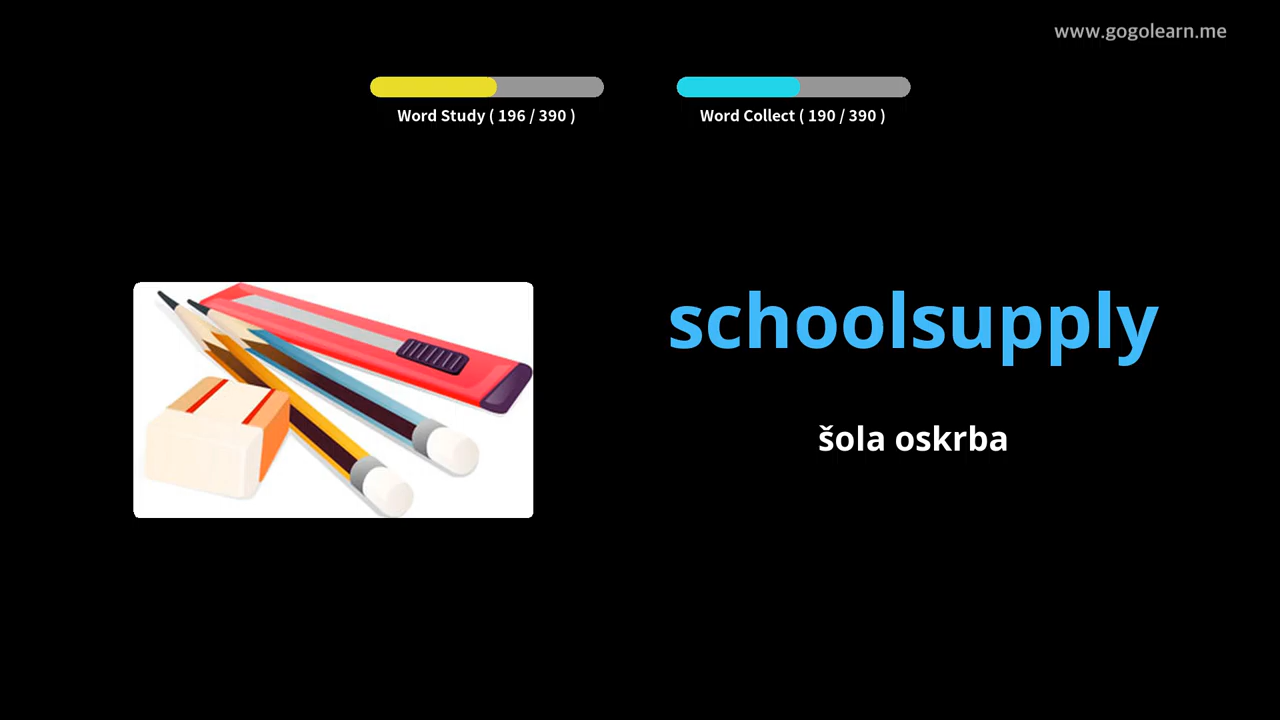 www.gogolearn.me
Word Study ( 196 / 390 )
Word Collect ( 190 / 390 )
schoolsupply
šola oskrba